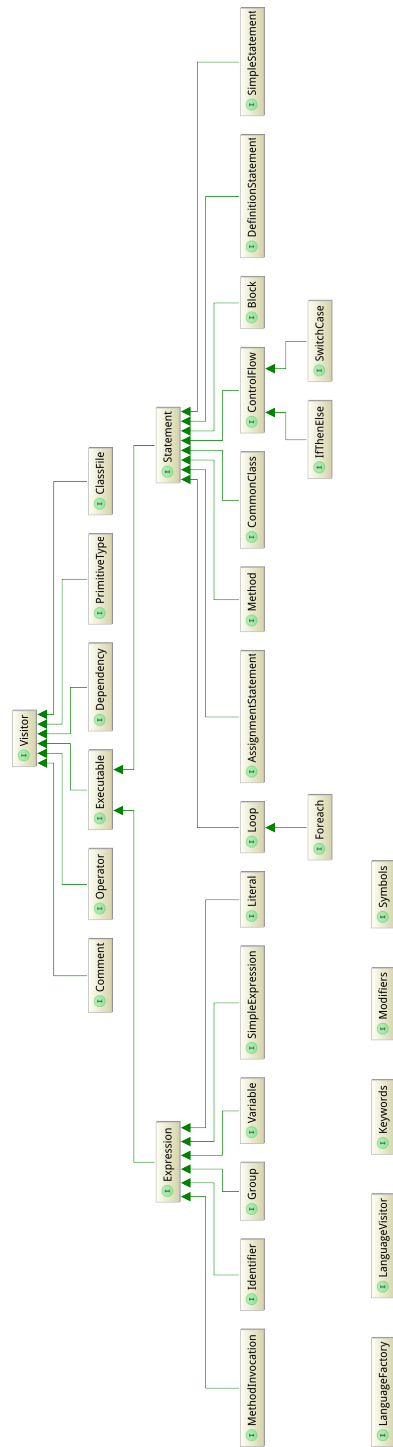 Visitor
Comment
Operator
Executable
Dependency
PrimitiveType
ClassFile
Expression
Statement
MethodInvocation
Identifier
Group
Variable
SimpleExpression
Literal
Loop
AssignmentStatement
Method
CommonClass
ControlFlow
Block
DefinitionStatement
SimpleStatement
Foreach
IfThenElse
SwitchCase
LanguageFactory
LanguageVisitor
Keywords
Modifiers
Symbols